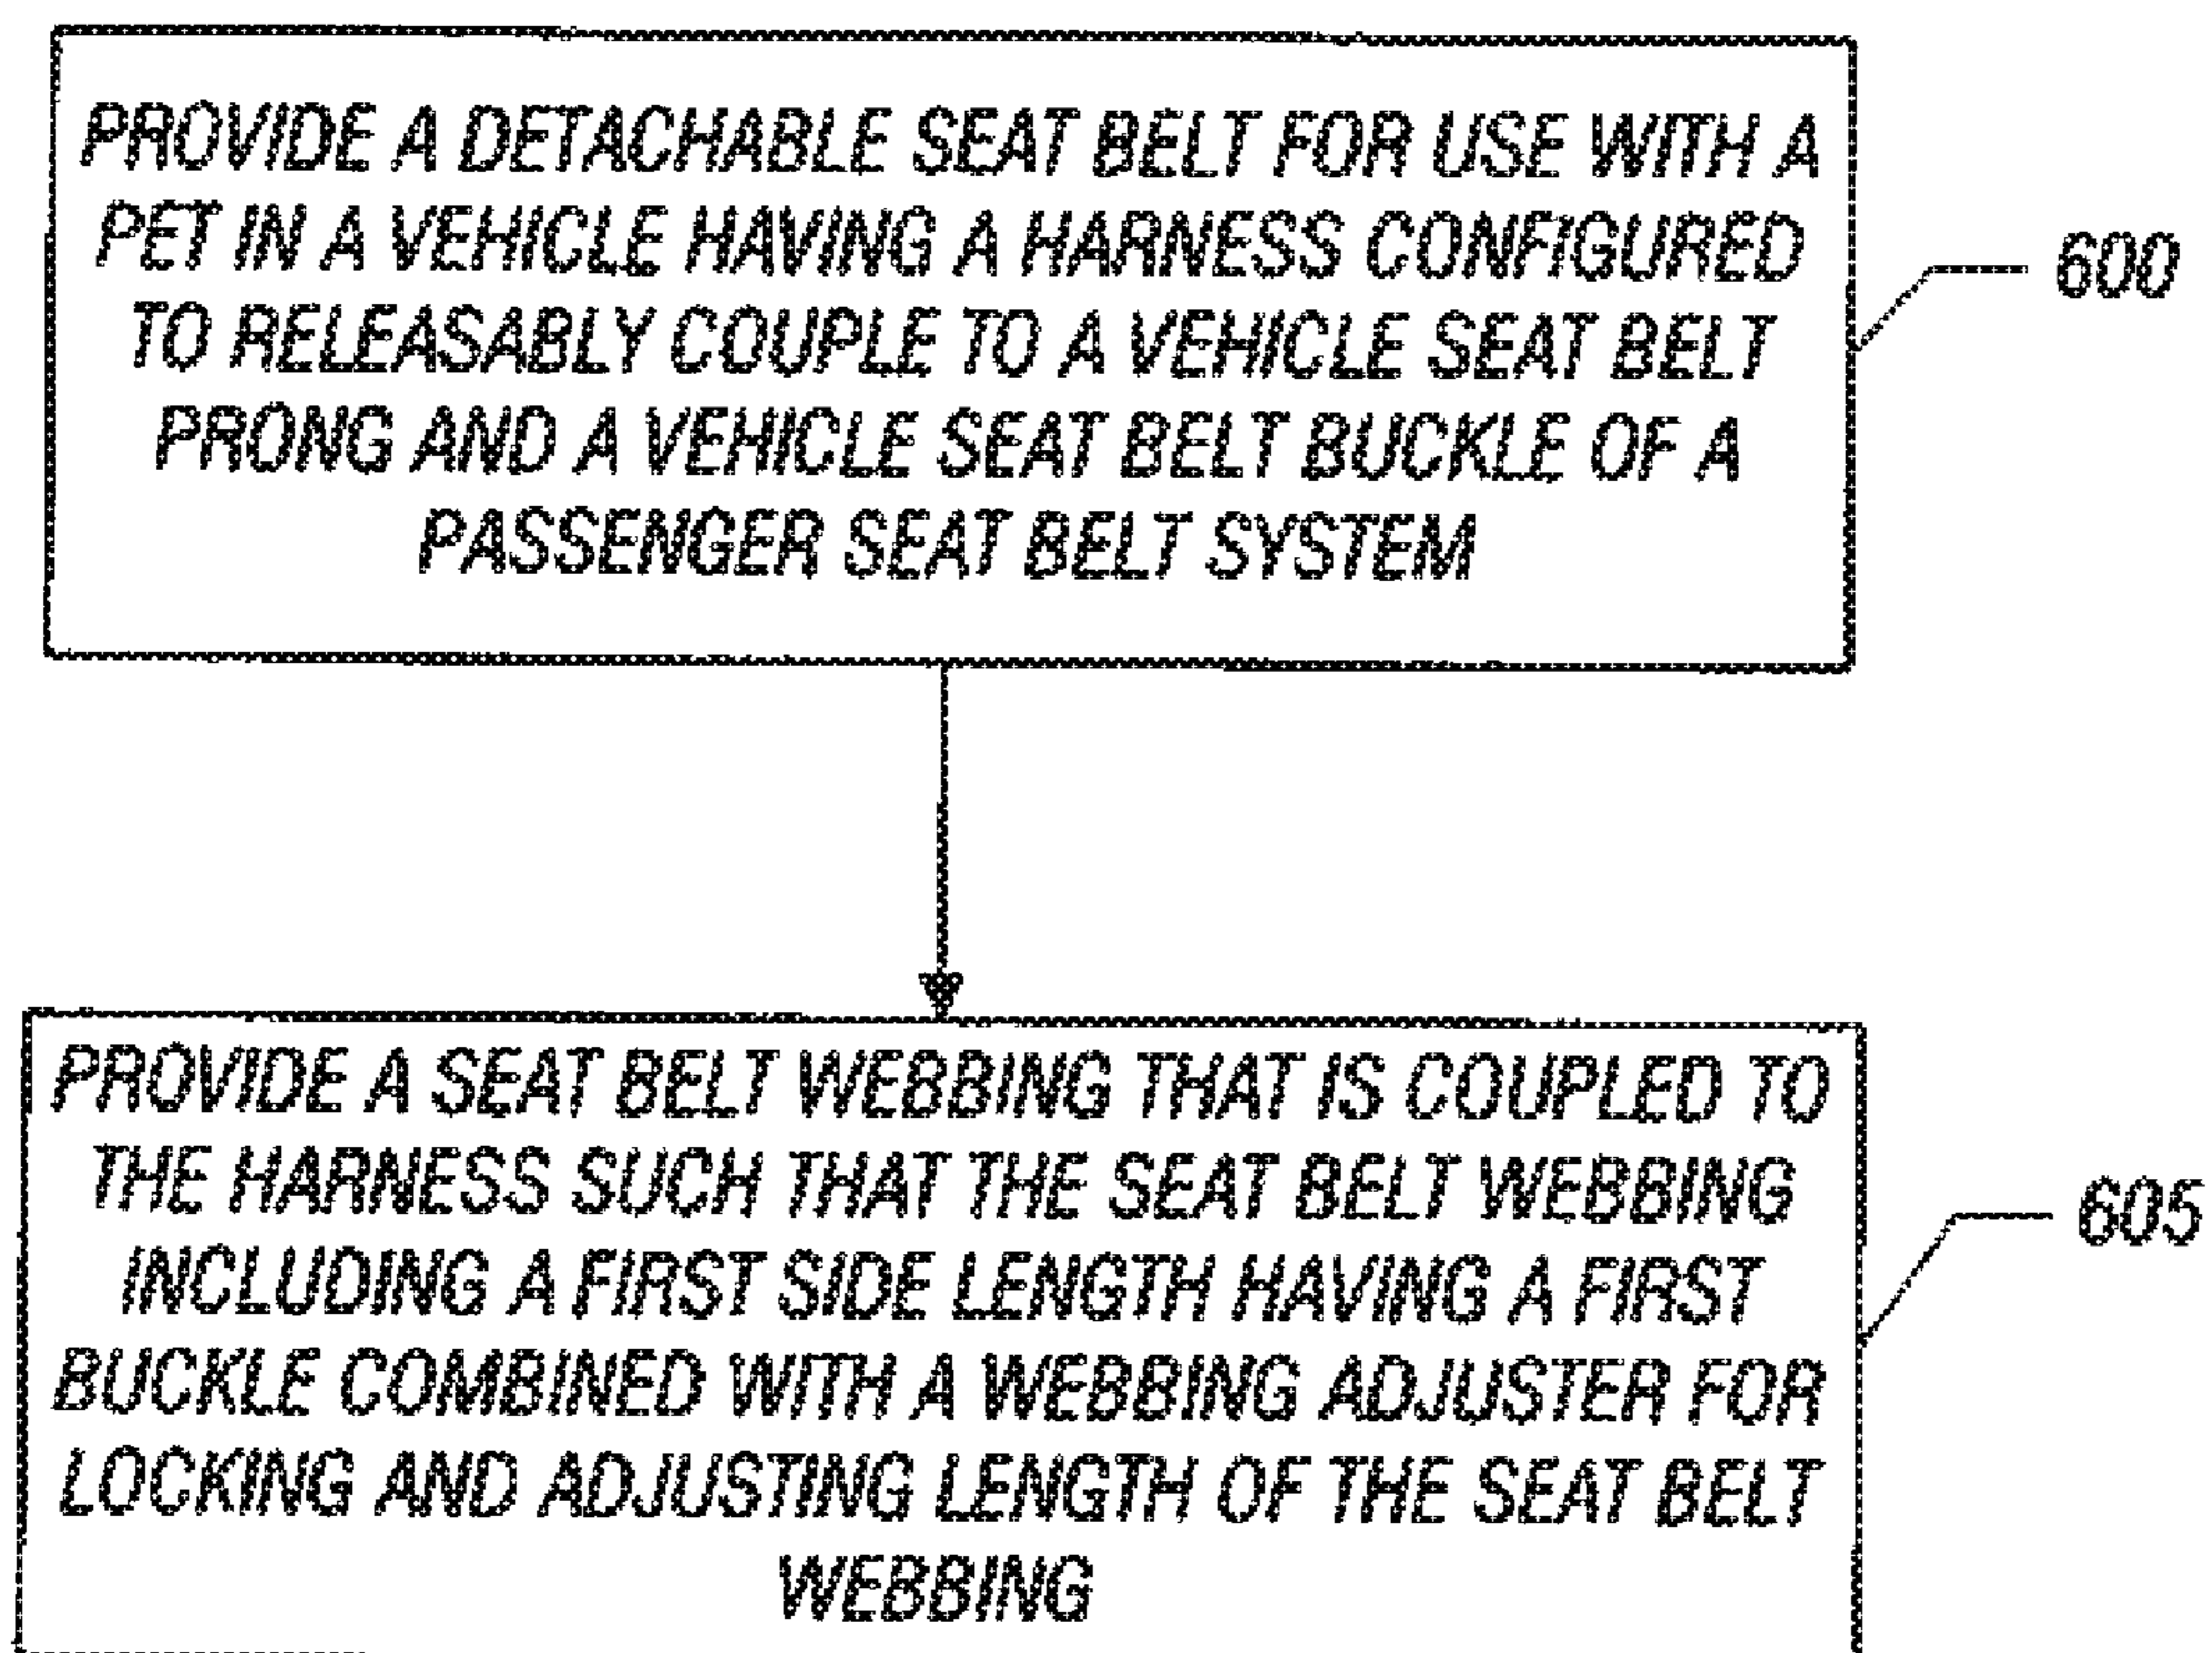 PROVIDE A DETACHABLE SEAT BELT FOR USE WITH A
PET IN A VEHICLE HAVING A HARNESS CONFIGURED
TO RELEASABLY COUPLE TO A VEHICLE SEAT BELT
PRONG AND A VEHICLE SEAT BELT BUCKLE OF A
PASSENGER SEAT BELT SYSTEM
600
PROVIDE A SEAT BELT WEBBING THAT IS COUPLED TO
THE HARNESS SUCH THAT THE SEAT BELT WEBBING
INCLUDING A FIRST SIDE LENGTH HAVING A FIRST
BUCKLE COMBINED WITH A WEBBING ADJUSTER FOR
LOCKING AND ADJUSTING LENGTH OF THE SEAT BELT
WEBBING
605